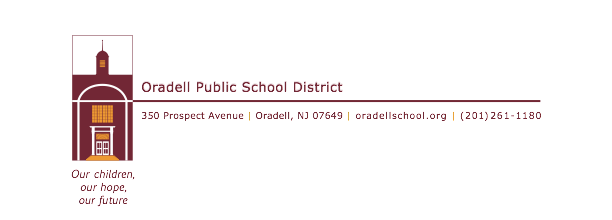 Oradell Public School District
350 Prospect Avenue | Oradell, NJ 07649 | oradellschool.org | (201)261-1180
Our children,
our hope,
our future